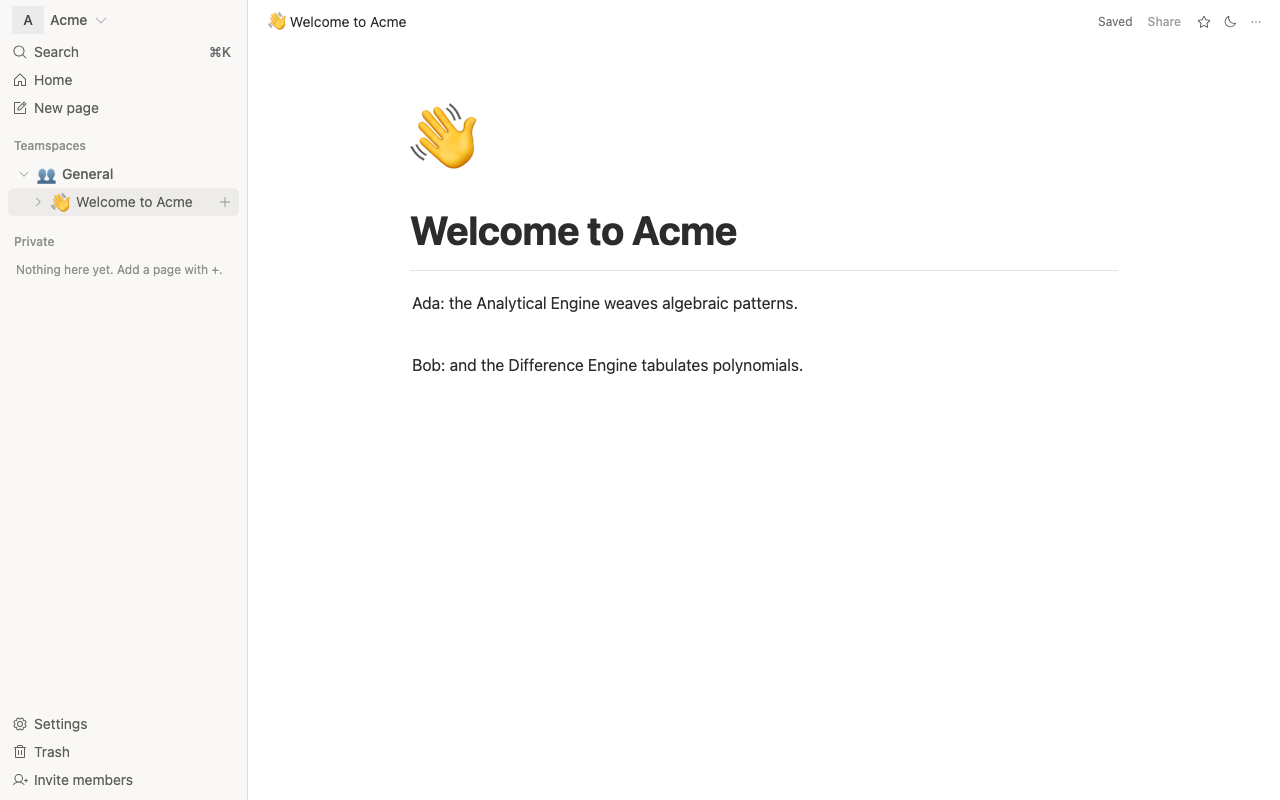 A Acme
Search ⌘K
Home
New page
Teamspaces
General
Welcome to Acme
Private
Nothing here yet. Add a page with +.
Settings
Trash
Invite members
Welcome to Acme
Saved Share
Welcome to Acme
Ada: the Analytical Engine weaves algebraic patterns.
Bob: and the Difference Engine tabulates polynomials.